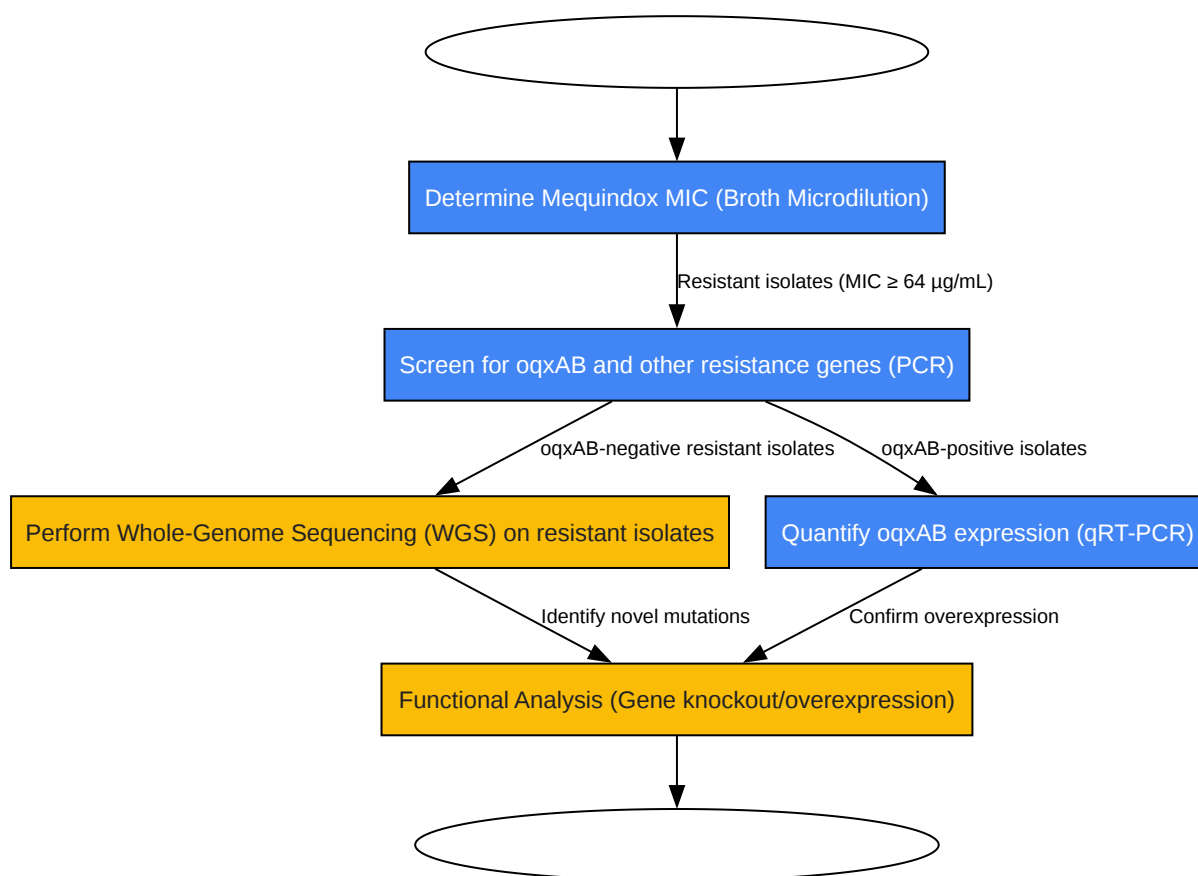 Determine Mequindox MIC (Broth Microdilution)
Resistant isolates (MIC ≥ 64 µg/mL)
Screen for oqxAB and other resistance genes (PCR)
oqxAB-negative resistant isolates
oqxAB-positive isolates
Perform Whole-Genome Sequencing (WGS) on resistant isolates
Quantify oqxAB expression (qRT-PCR)
Identify novel mutations
Confirm overexpression
Functional Analysis (Gene knockout/overexpression)